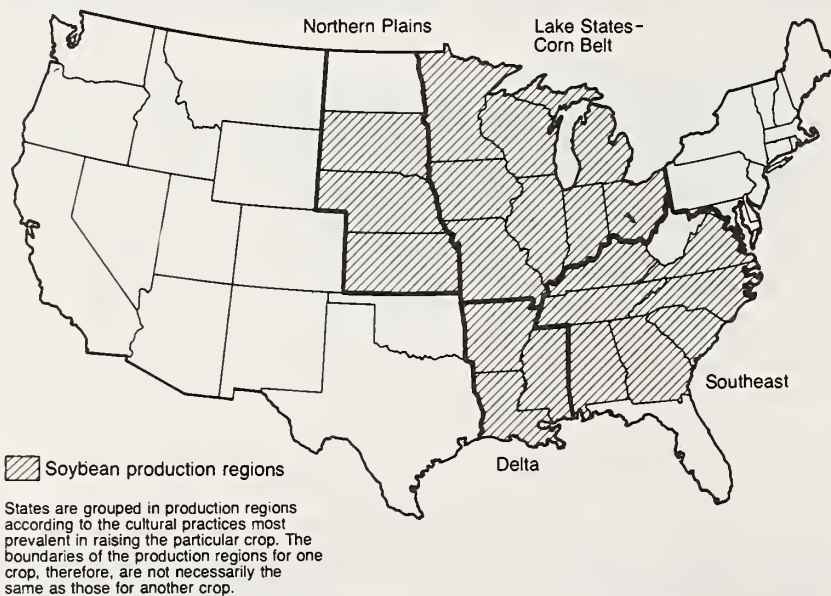 Northern Plains
Lake States–
Corn Belt
Southeast
Delta
Soybean production regions
States are grouped in production regions
according to the cultural practices most
prevalent in raising the particular crop. The
boundaries of the production regions for one
crop, therefore, are not necessarily the
same as those for another crop.